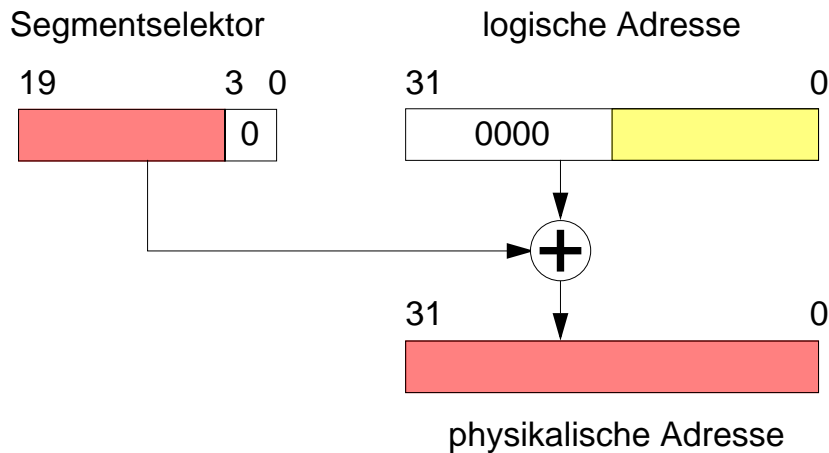 Segmentselektor
logische Adresse
19 3 0
31 0
0
0000
31 0
physikalische Adresse